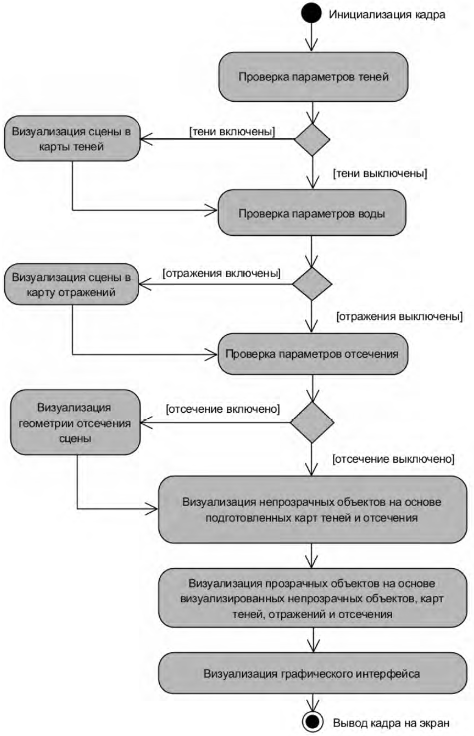 Инициализация кадра
Проверка параметров теней
[тени включены]
Визуализация сцены в
карты теней
[тени выключены]
Проверка параметров воды
[отражения включены]
Визуализация сцены в
карту отражений
[отражения выключены]
Проверка параметров отсечения
[отсечение включено]
Визуализация
геометрии отсечения
сцены
[отсечение выключено]
Визуализация непрозрачных объектов на основе
подготовленных карт теней и отсечения
Визуализация прозрачных объектов на основе
визуализированных непрозрачных объектов, карт
теней, отражений и отсечения
Визуализация графического интерфейса
Вывод кадра на экран